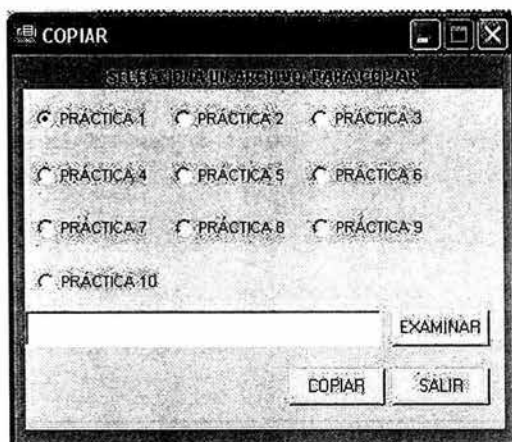 COPIAR
SELECCIONA UN ARCHIVO PARA COPIAR
PRÁCTICA 1 PRÁCTICA 2 PRÁCTICA 3
PRÁCTICA 4 PRÁCTICA 5 PRÁCTICA 6
PRÁCTICA 7 PRÁCTICA 8 PRÁCTICA 9
PRÁCTICA 10
EXAMINAR
COPIAR SALIR